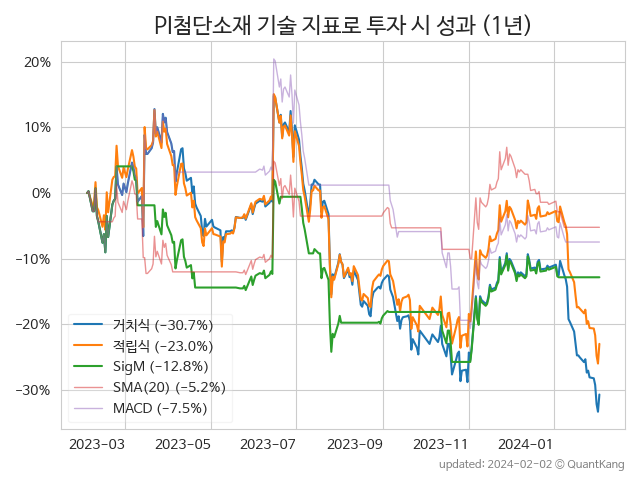 PI첨단소재 기술 지표로 투자 시 성과 (1년)
20%
10%
0%
−10%
−20%
−30%
거치식 (−30.7%)
적립식 (−23.0%)
SigM (−12.8%)
SMA(20) (−5.2%)
MACD (−7.5%)
2023−03 2023−05 2023−07 2023−09 2023−11 2024−01
updated: 2024−02−02 © QuantKang